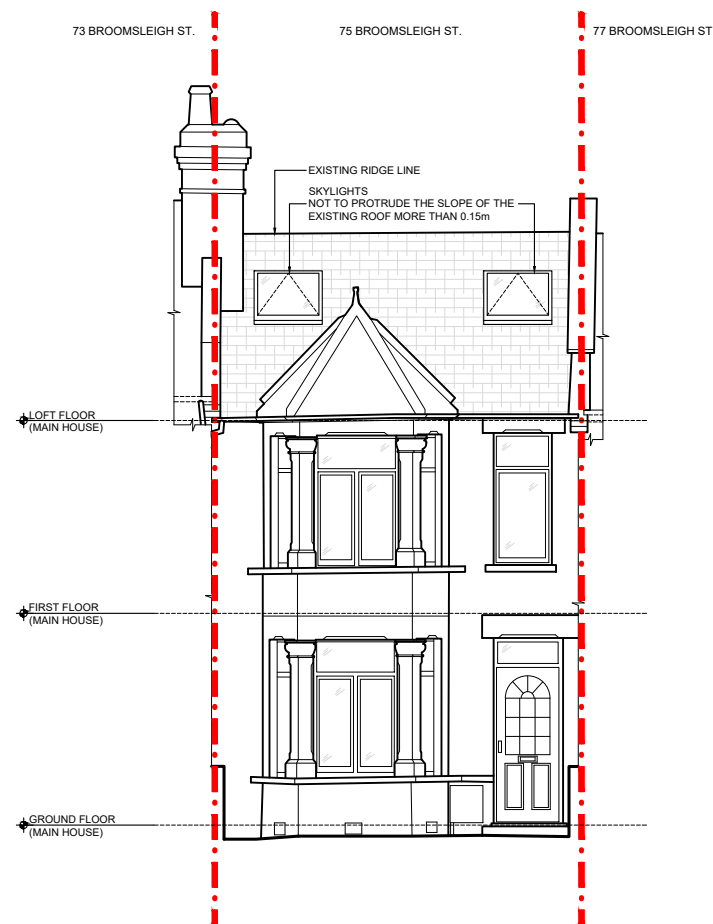 73 BROOMSLEIGH ST.
75 BROOMSLEIGH ST.
77 BROOMSLEIGH ST
EXISTING RIDGE LINE
SKYLIGHTS
NOT TO PROTRUDE THE SLOPE OF THE
EXISTING ROOF MORE THAN 0.15m
LOFT FLOOR
(MAIN HOUSE)
FIRST FLOOR
(MAIN HOUSE)
GROUND FLOOR
(MAIN HOUSE)